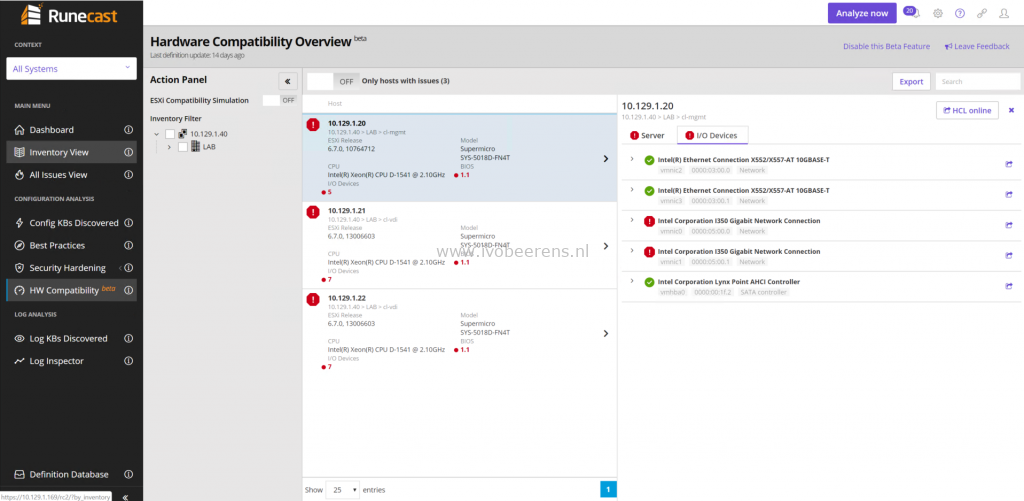 Runecast
CONTEXT
All Systems
MAIN MENU
Dashboard
Inventory View
All Issues View
CONFIGURATION ANALYSIS
Config KBs Discovered
Best Practices
Security Hardening
HW Compatibility beta
LOG ANALYSIS
Log KBs Discovered
Log Inspector
Definition Database
https://10.129.1.169/rc2/?by_inventory
Analyze now
20
Hardware Compatibility Overview beta
Last definition update: 14 days ago
Disable this Beta Feature
Leave Feedback
Action Panel
ESXi Compatibility Simulation OFF
Inventory Filter
10.129.1.40
LAB
OFF Only hosts with issues (3)
Export
Search
Host
10.129.1.20
10.129.1.40 > LAB > cl-mgmt
ESXi Release Model
6.7.0, 10764712 Supermicro
SYS-5018D-FN4T
CPU BIOS
Intel(R) Xeon(R) CPU D-1541 @ 2.10GHz 1.1
I/O Devices
5
10.129.1.21
10.129.1.40 > LAB > cl-vdi
ESXi Release Model
6.7.0, 13006603 Supermicro
SYS-5018D-FN4T
CPU BIOS
Intel(R) Xeon(R) CPU D-1541 @ 2.10GHz 1.1
I/O Devices
7
10.129.1.22
10.129.1.40 > LAB > cl-vdi
ESXi Release Model
6.7.0, 13006603 Supermicro
SYS-5018D-FN4T
CPU BIOS
Intel(R) Xeon(R) CPU D-1541 @ 2.10GHz 1.1
I/O Devices
7
Show 25 entries
1
10.129.1.20
10.129.1.40 > LAB > cl-mgmt
HCL online
Server I/O Devices
Intel(R) Ethernet Connection X552/X557-AT 10GBASE-T
vmnic2 0000:03:00.0 Network
Intel(R) Ethernet Connection X552/X557-AT 10GBASE-T
vmnic3 0000:03:00.1 Network
Intel Corporation I350 Gigabit Network Connection
vmnic0 0000:05:00.0 Network
Intel Corporation I350 Gigabit Network Connection
vmnic1 0000:05:00.1 Network
Intel Corporation Lynx Point AHCI Controller
vmhba0 0000:00:1f.2 SATA controller
www.ivobeerens.nl